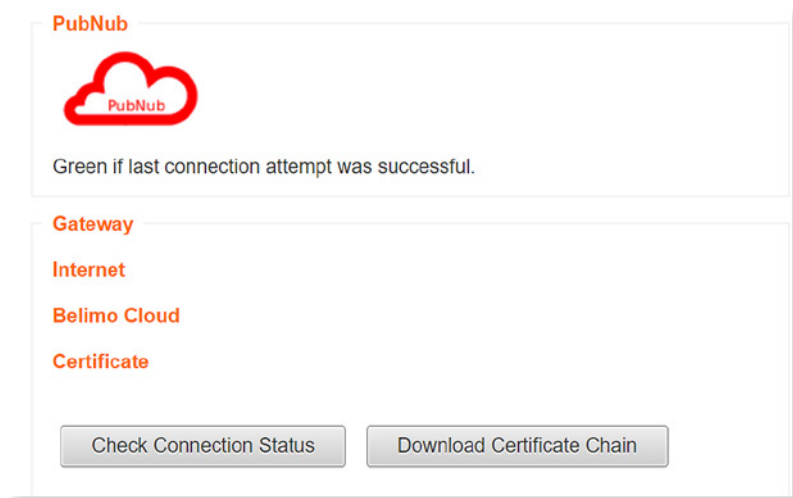 PubNub
PubNub
Green if last connection attempt was successful.
Gateway
Internet
Belimo Cloud
Certificate
Check Connection Status
Download Certificate Chain